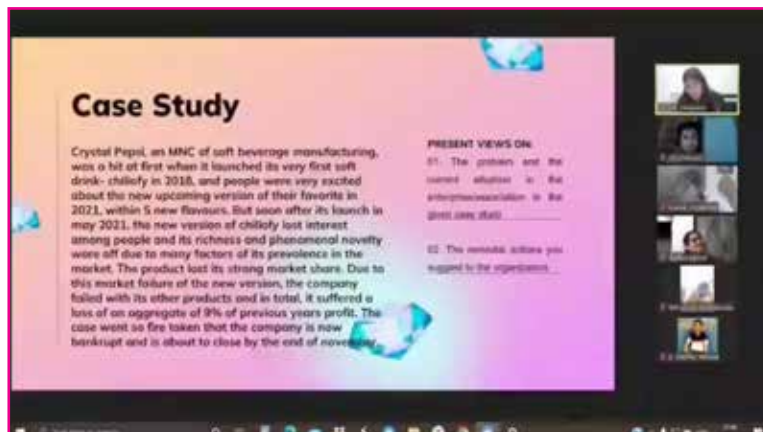 Case Study
Crystal Pepsi, an MNC of soft beverage manufacturing,
was a hit at first when it launched its very first soft
drink- chillofy in 2018, and people were very excited
about the new upcoming version of their favorite in
2021, within 5 new flavours. But soon after its launch in
may 2021, the new version of chillofy lost interest
among people and its richness and phenomenal novelty
wore off due to many factors of its prevalence in the
market. The product lost its strong market share. Due to
this market failure of the new version, the company
failed with its other products and in total, it suffered a
loss of an aggregate of 9% of previous years profit. The
case went so fire taken that the company is now
bankrupt and is about to close by the end of november
PRESENT VIEWS ON:
01. The problem and the
current situation in the
enterprise/association in the
given case study
02. The remedial actions you
suggest to the organization